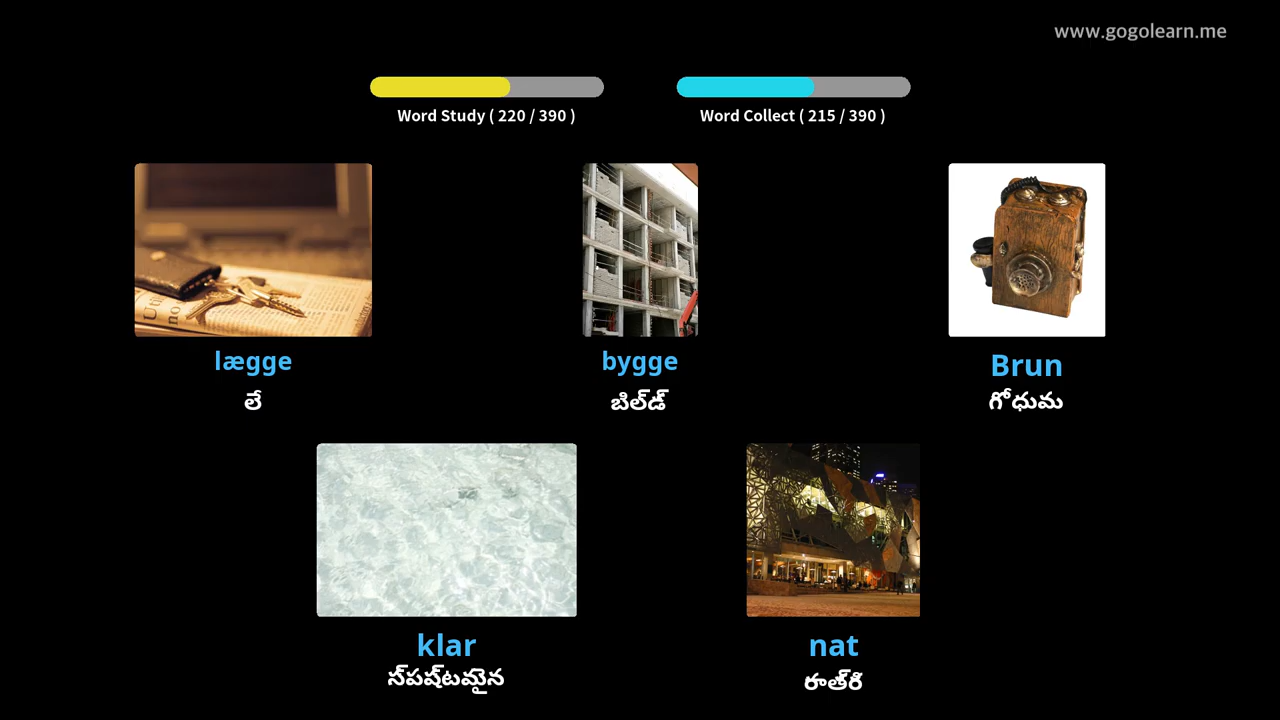 www.gogolearn.me
Word Study ( 220 / 390 )
Word Collect ( 215 / 390 )
lægge
లే
bygge
బిల్డ్
Brun
గోధుమ
klar
స్పష్టమైన
nat
రాత్రి